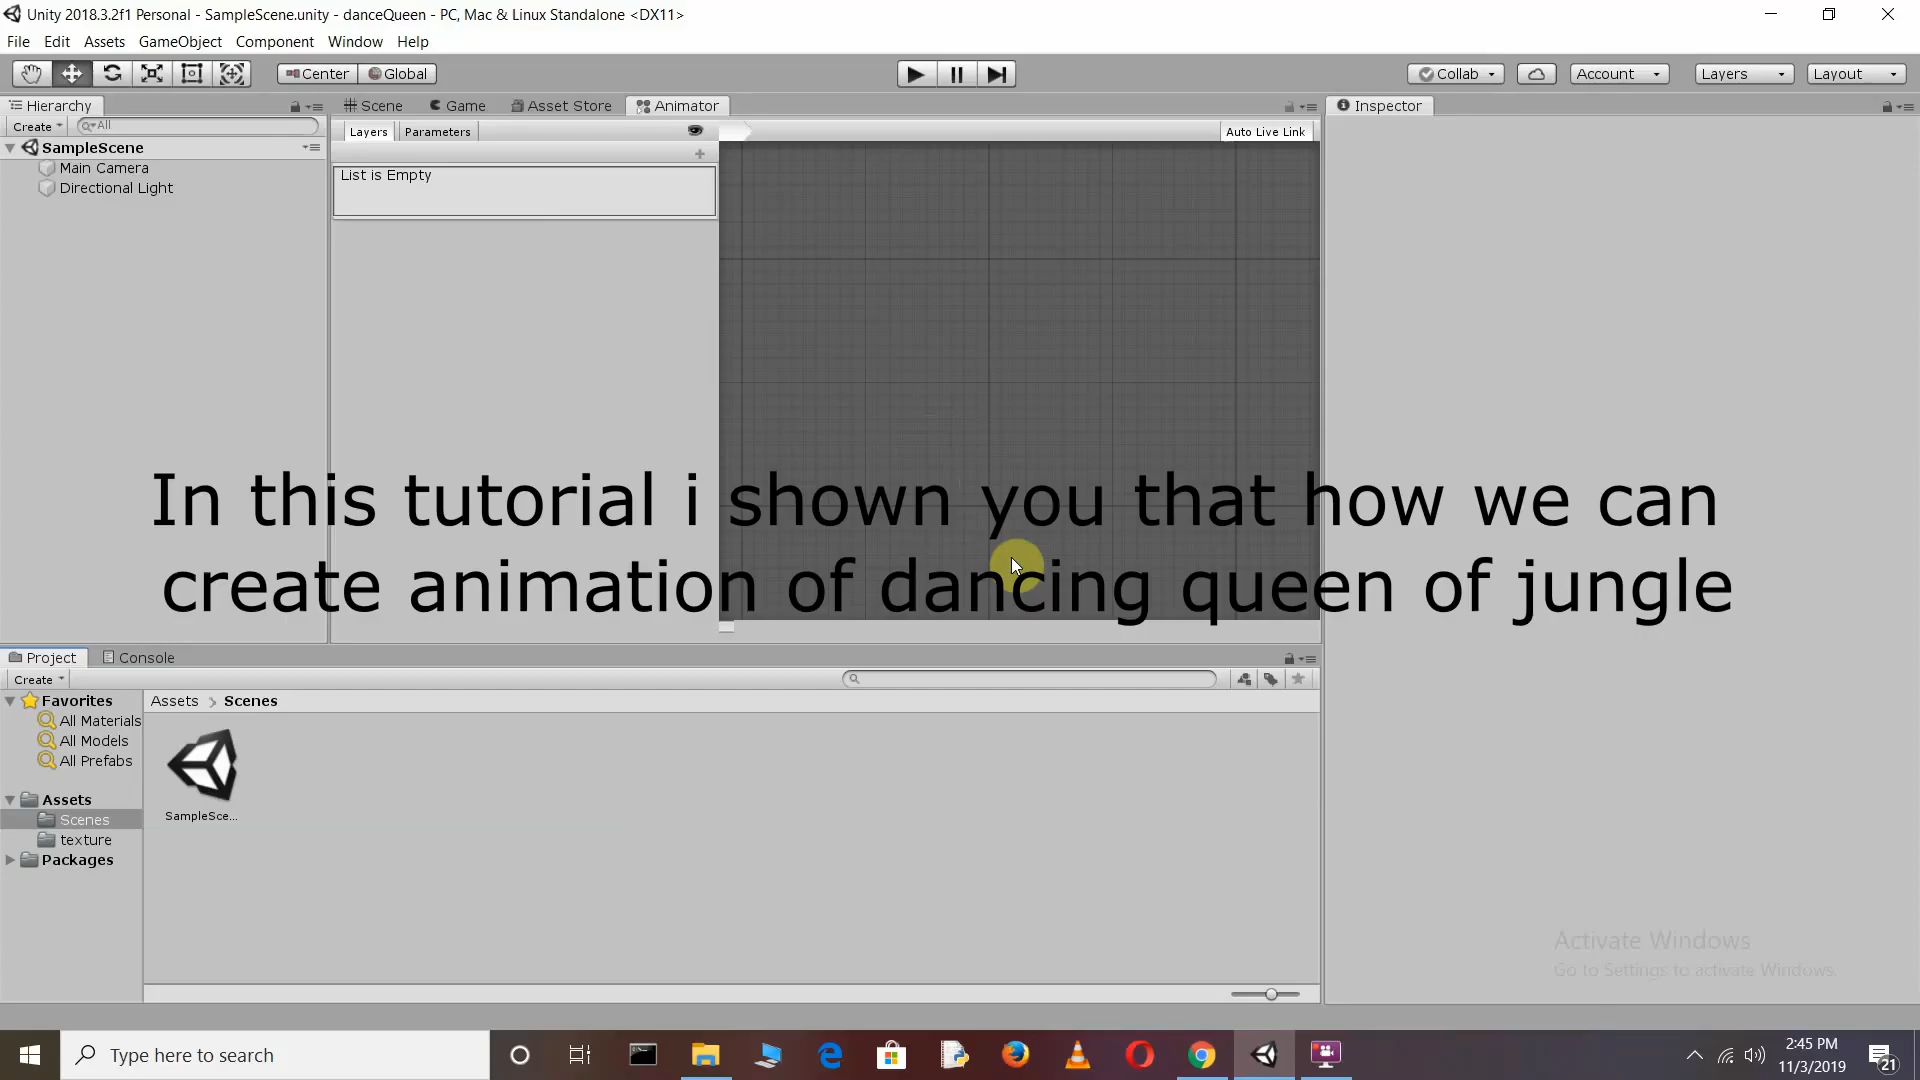 Unity 2018.3.2f1 Personal - SampleScene.unity - danceQueen - PC, Mac & Linux Standalone <DX11>
File Edit Assets GameObject Component Window Help
Center Global Collab Account Layers Layout
Hierarchy Scene Game Asset Store Animator Inspector
Create All Layers Parameters Auto Live Link
SampleScene
Main Camera
List is Empty
Directional Light
In this tutorial i shown you that how we can
create animation of dancing queen of jungle
Project Console
Create
Favorites Assets Scenes
All Materials
All Models
All Prefabs
Assets
SampleSce...
Scenes
texture
Packages
Activate Windows
Go to Settings to activate Windows.
Type here to search
2:45 PM
11/3/2019
21